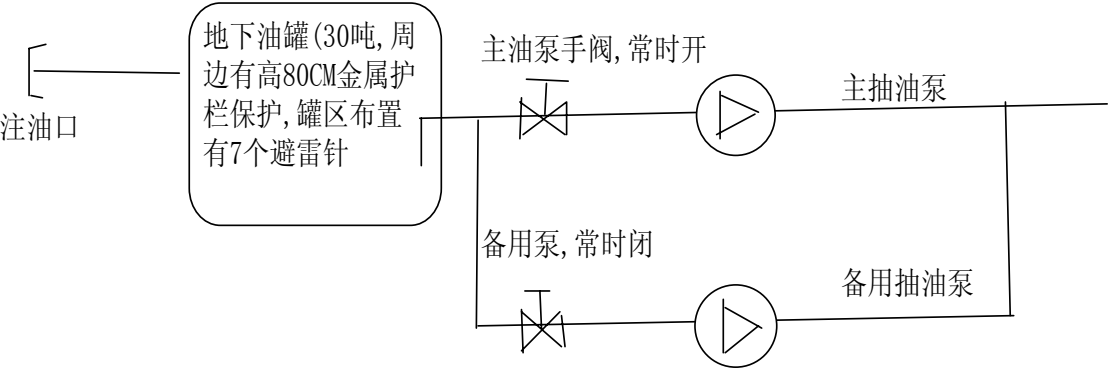 地下油罐(30吨,周
边有高80CM金属护
栏保护,罐区布置
有7个避雷针
注油口
主油泵手阀,常时开
主抽油泵
备用泵,常时闭
备用抽油泵